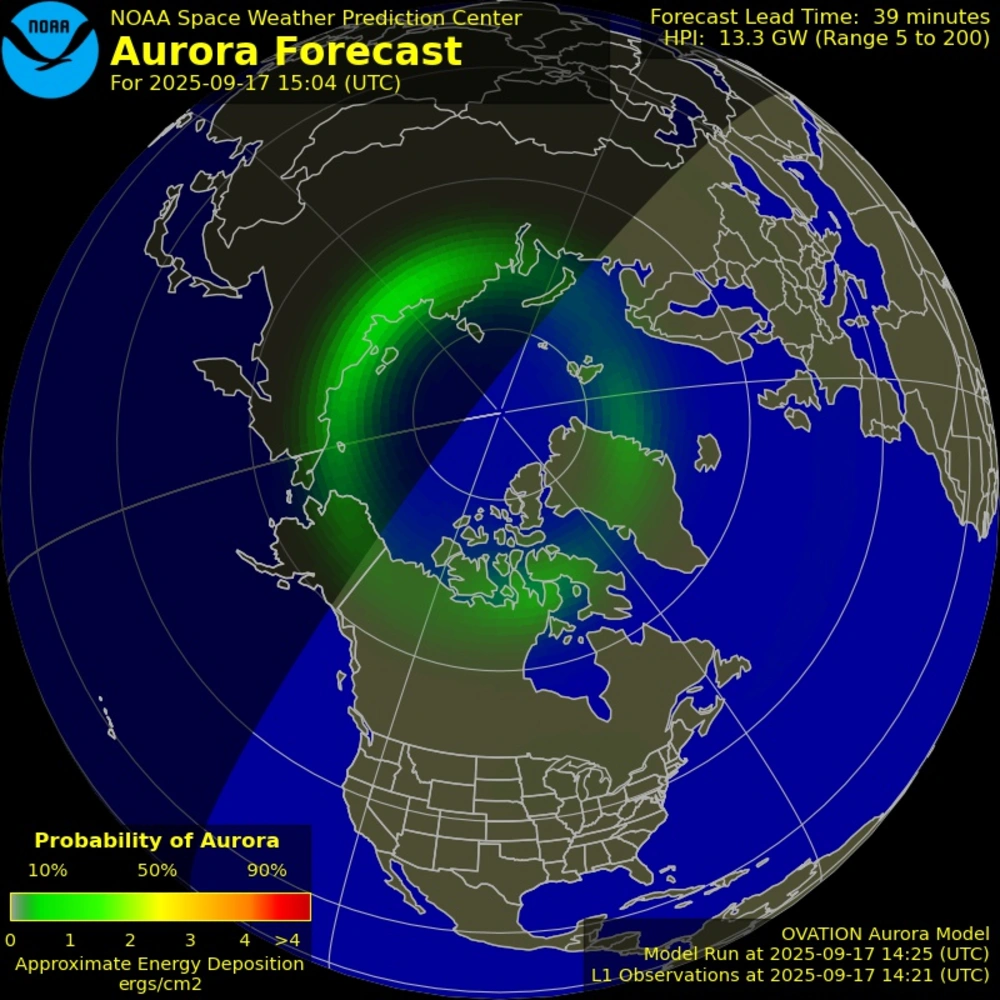 NOAA
NOAA Space Weather Prediction Center
Aurora Forecast
For 2025-09-17 15:04 (UTC)
Forecast Lead Time: 39 minutes
HPI: 13.3 GW (Range 5 to 200)
Probability of Aurora
10% 50% 90%
0 1 2 3 4 >4
Approximate Energy Deposition
ergs/cm2
OVATION Aurora Model
Model Run at 2025-09-17 14:25 (UTC)
L1 Observations at 2025-09-17 14:21 (UTC)